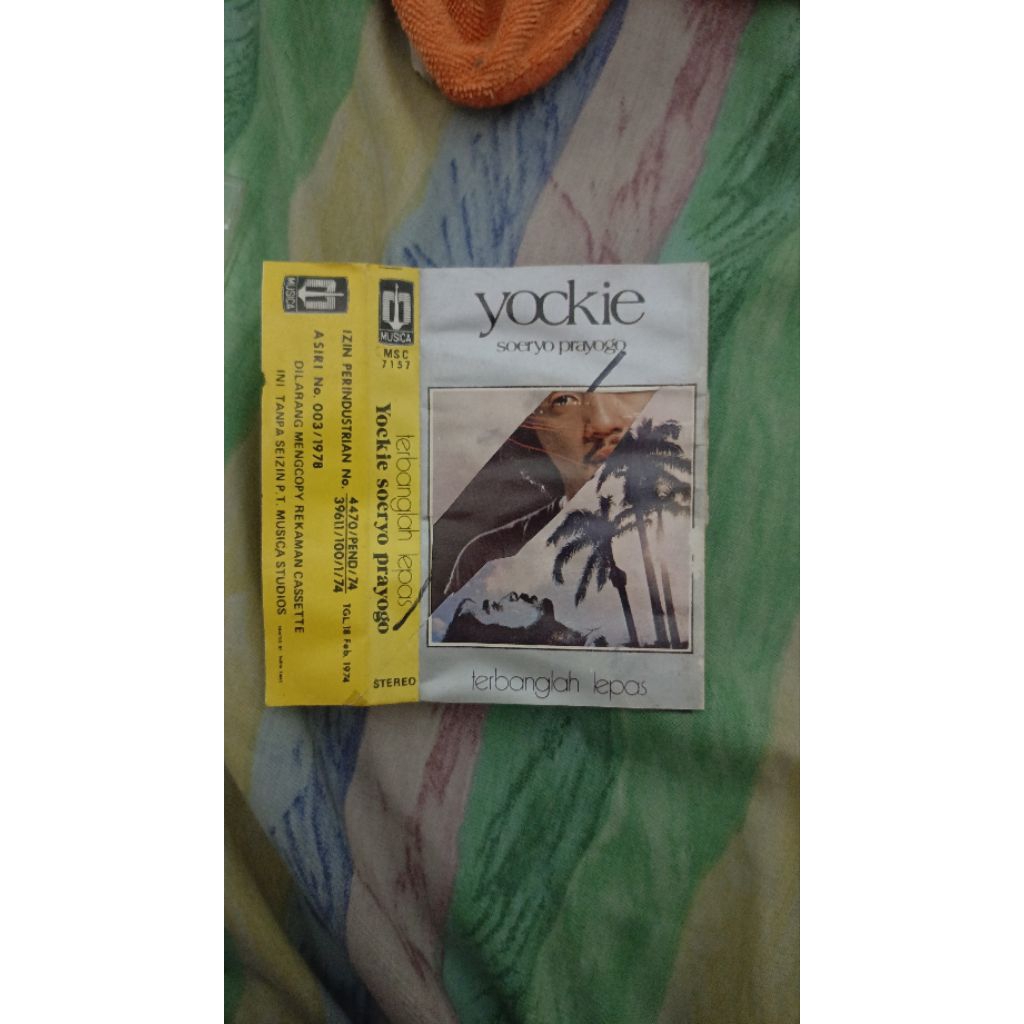 yockie
soeryo prayogo
terbanglah lepas
MUSICA
MSC
7157
terbanglah lepas
Yockie soeryo prayogo
STEREO
MUSICA
IZIN PERINDUSTRIAN No. 4470/PEND/74 TGL. 18 Feb. 1974
39611/100/1/74
ASIRI No. 003/1978
DILARANG MENGCOPY REKAMAN CASSETTE
INI TANPA SEIZIN P.T. MUSICA STUDIOS